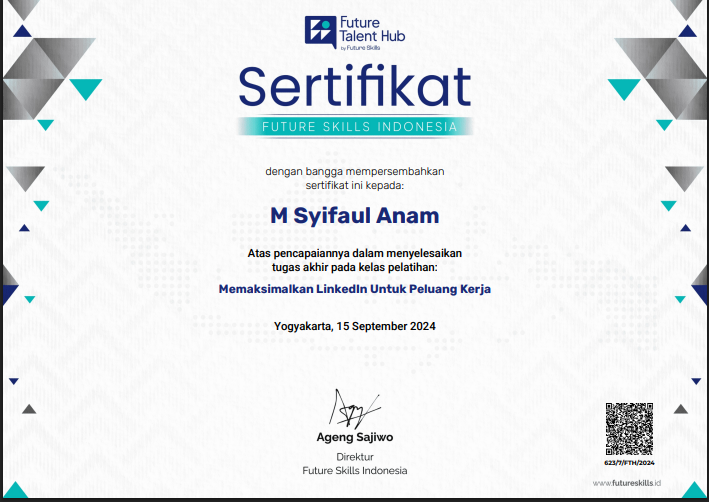 Future
Talent Hub
by Future Skills
Sertifikat
FUTURE SKILLS INDONESIA
dengan bangga mempersembahkan
sertifikat ini kepada:
M Syifaul Anam
Atas pencapaiannya dalam menyelesaikan
tugas akhir pada kelas pelatihan:
Memaksimalkan LinkedIn Untuk Peluang Kerja
Yogyakarta, 15 September 2024
Ageng Sajiwo
Direktur
Future Skills Indonesia
623/7/FTH/2024
www.futureskills.id